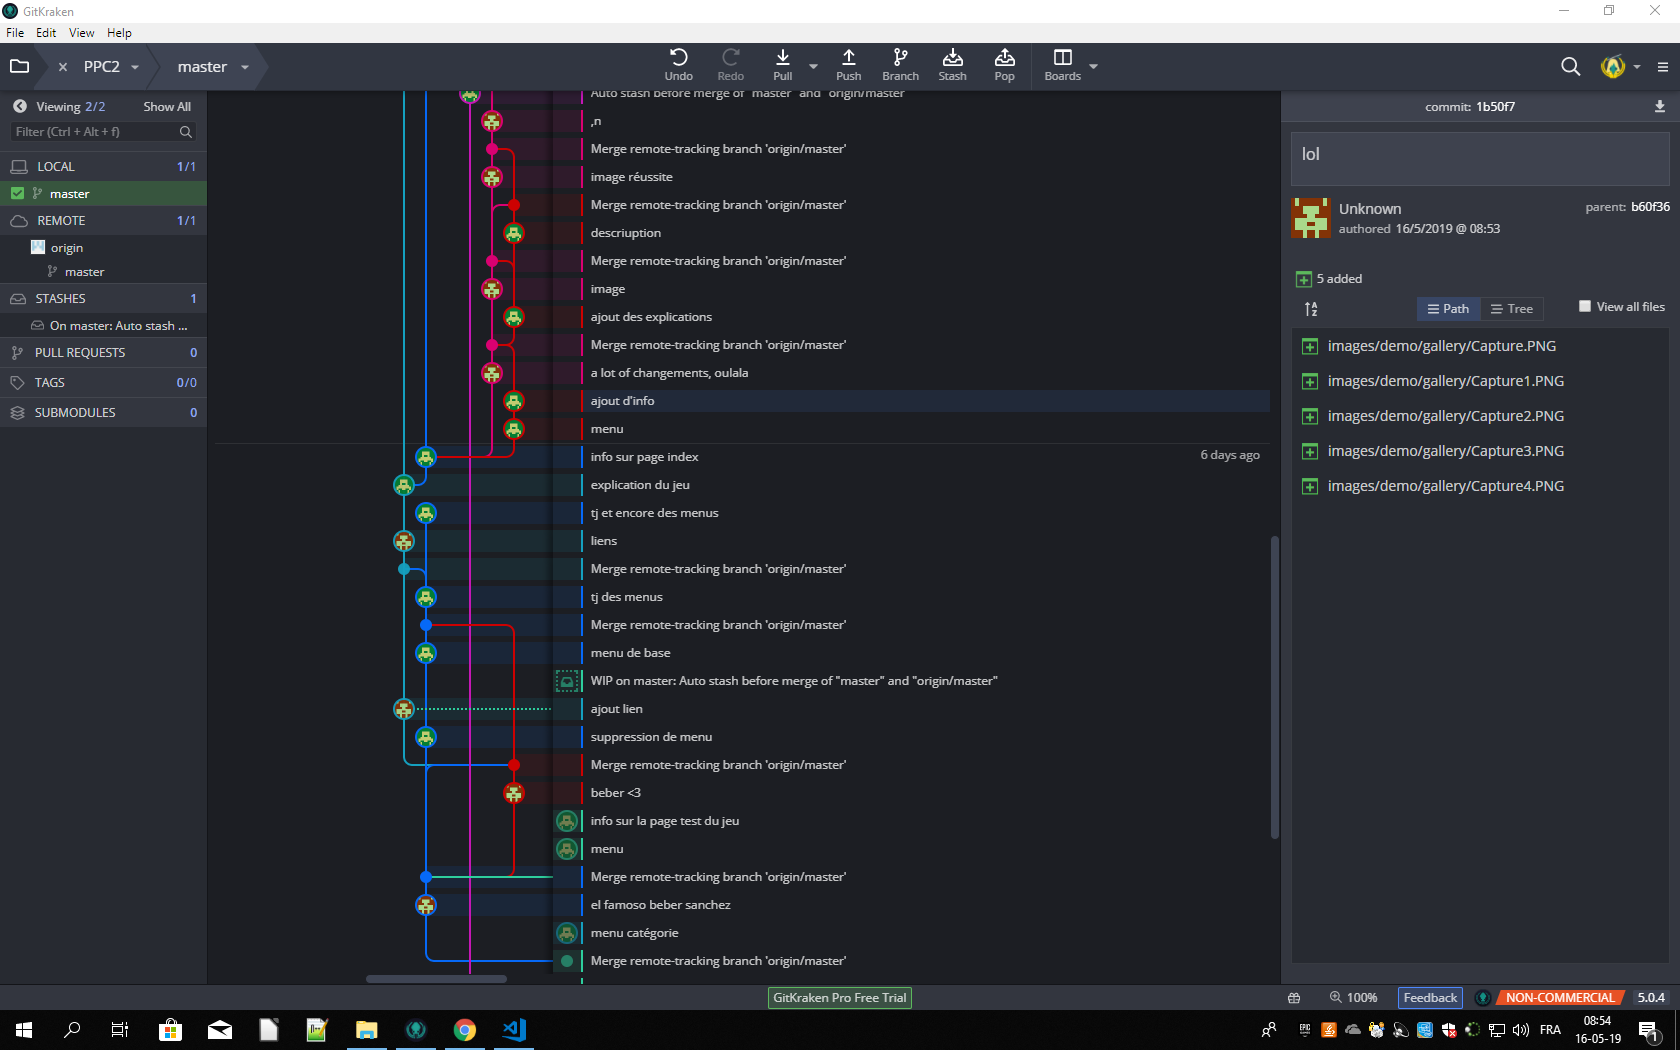 GitKraken
File Edit View Help
PPC2
master
Undo
Redo
Pull
Push
Branch
Stash
Pop
Boards
Viewing 2/2 Show All
Filter (Ctrl + Alt + f)
LOCAL 1/1
master
REMOTE 1/1
origin
master
STASHES 1
On master: Auto stash ...
PULL REQUESTS 0
TAGS 0/0
SUBMODULES 0
Auto stash before merge of "master" and "origin/master"
,n
Merge remote-tracking branch 'origin/master'
image réussite
Merge remote-tracking branch 'origin/master'
descriuption
Merge remote-tracking branch 'origin/master'
image
ajout des explications
Merge remote-tracking branch 'origin/master'
a lot of changements, oulala
ajout d'info
menu
info sur page index 6 days ago
explication du jeu
tj et encore des menus
liens
Merge remote-tracking branch 'origin/master'
tj des menus
Merge remote-tracking branch 'origin/master'
menu de base
WIP on master: Auto stash before merge of "master" and "origin/master"
ajout lien
suppression de menu
Merge remote-tracking branch 'origin/master'
beber <3
info sur la page test du jeu
menu
Merge remote-tracking branch 'origin/master'
el famoso beber sanchez
menu catégorie
Merge remote-tracking branch 'origin/master'
commit: 1b50f7
lol
Unknown parent: b60f36
authored 16/5/2019 @ 08:53
5 added
Path Tree View all files
images/demo/gallery/Capture.PNG
images/demo/gallery/Capture1.PNG
images/demo/gallery/Capture2.PNG
images/demo/gallery/Capture3.PNG
images/demo/gallery/Capture4.PNG
GitKraken Pro Free Trial
100%
Feedback
NON-COMMERCIAL
5.0.4
EPIC
FRA
08:54
16-05-19
1